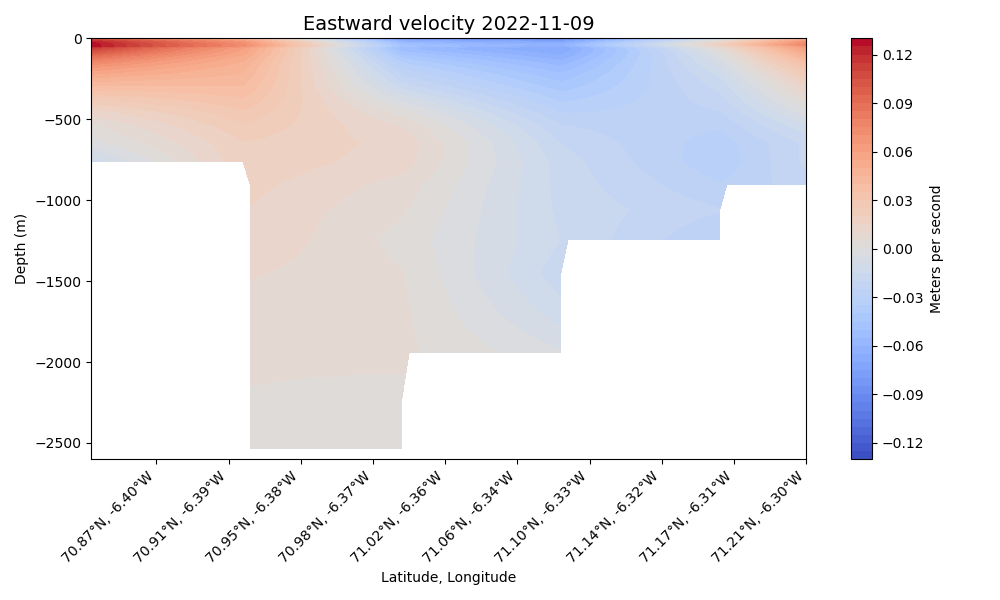 Eastward velocity 2022-11-09
0
−500
−1000
−1500
−2000
−2500
Depth (m)
70.87°N, -6.40°W
70.91°N, -6.39°W
70.95°N, -6.38°W
70.98°N, -6.37°W
71.02°N, -6.36°W
71.06°N, -6.34°W
71.10°N, -6.33°W
71.14°N, -6.32°W
71.17°N, -6.31°W
71.21°N, -6.30°W
Latitude, Longitude
0.12
0.09
0.06
0.03
0.00
−0.03
−0.06
−0.09
−0.12
Meters per second